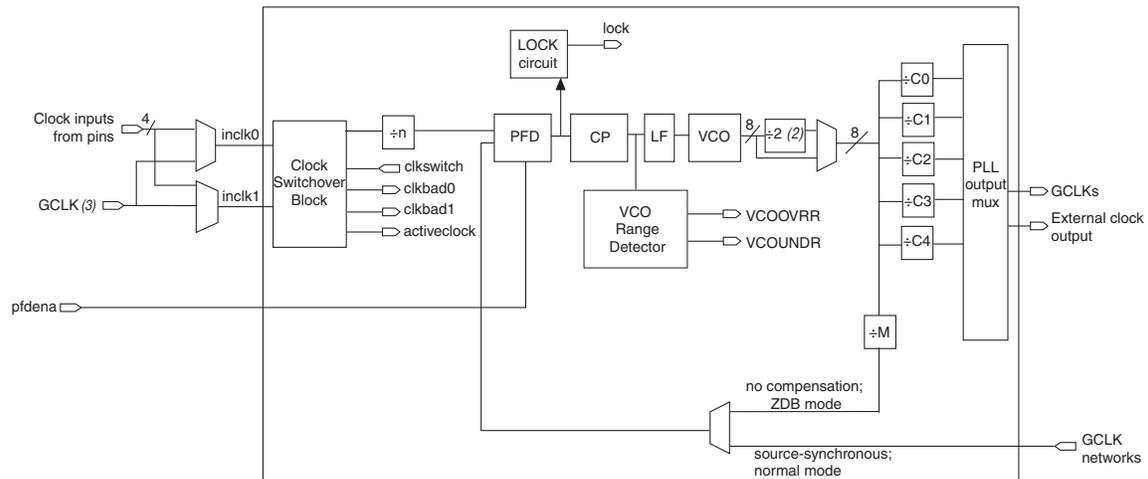 lock
LOCK
circuit
Clock inputs
from pins
4
inclk0
÷n
PFD
CP
LF
VCO
8
÷2 (2)
8
÷C0
÷C1
÷C2
÷C3
÷C4
PLL
output
mux
Clock
Switchover
Block
clkswitch
clkbad0
clkbad1
activeclock
GCLK (3)
inclk1
VCO
Range
Detector
VCOOVRR
VCOUNDR
GCLKs
External clock
output
pfdena
÷M
no compensation;
ZDB mode
source-synchronous;
normal mode
GCLK
networks